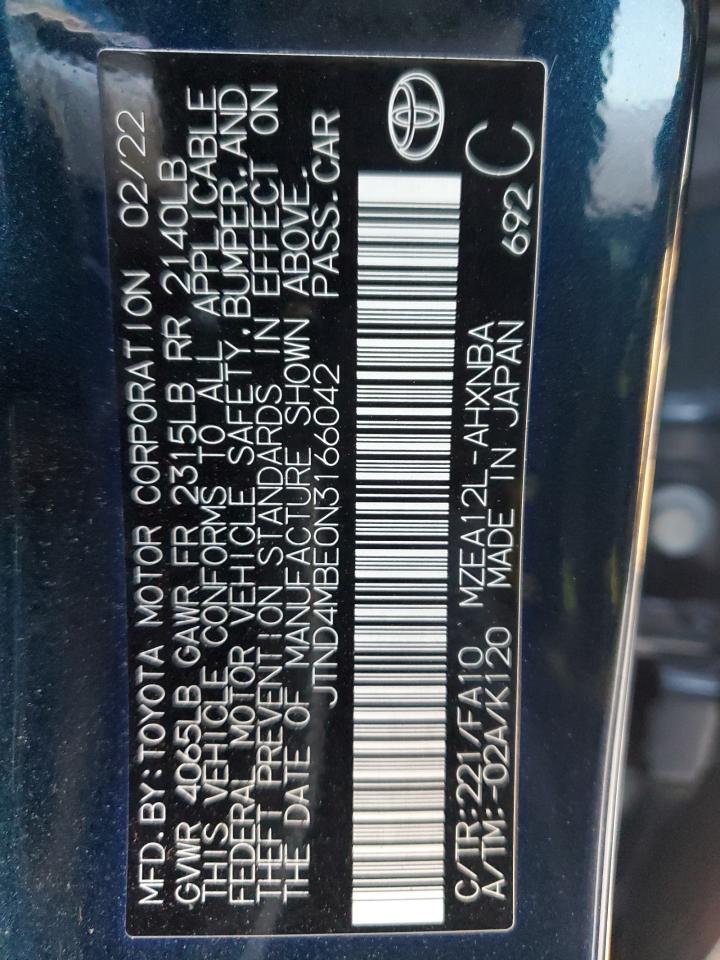 MFD.BY:TOYOTA MOTOR CORPORATION 02/22
GVWR 4065LB GAWR FR 2315LB RR 2140LB
THIS VEHICLE CONFORMS TO ALL APPLICABLE
FEDERAL MOTOR VEHICLE SAFETY, BUMPER, AND
THEFT PREVENTION STANDARDS IN EFFECT ON
THE DATE OF MANUFACTURE SHOWN ABOVE.
JTND4MBE0N3166042 PASS.CAR
C/TR:221/FA10 MZEA12L-AHXNBA 692
A/TM:-02A/K120 MADE IN JAPAN C